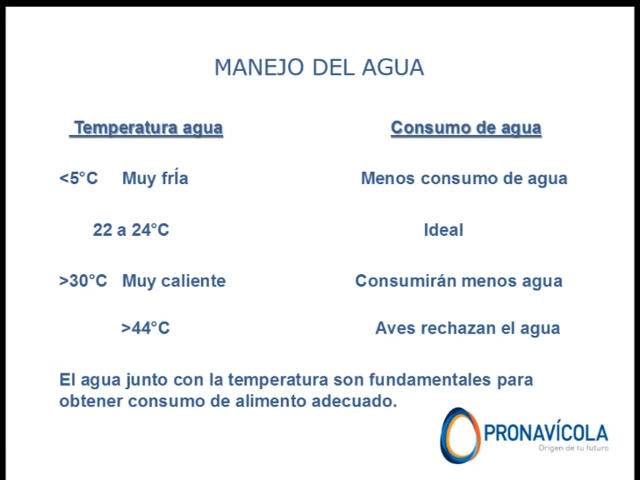 MANEJO DEL AGUA
Temperatura agua Consumo de agua
<5°C Muy frÍa Menos consumo de agua
22 a 24°C Ideal
>30°C Muy caliente Consumirán menos agua
>44°C Aves rechazan el agua
El agua junto con la temperatura son fundamentales para
obtener consumo de alimento adecuado.
PRONAVÍCOLA
Origen de tu futuro